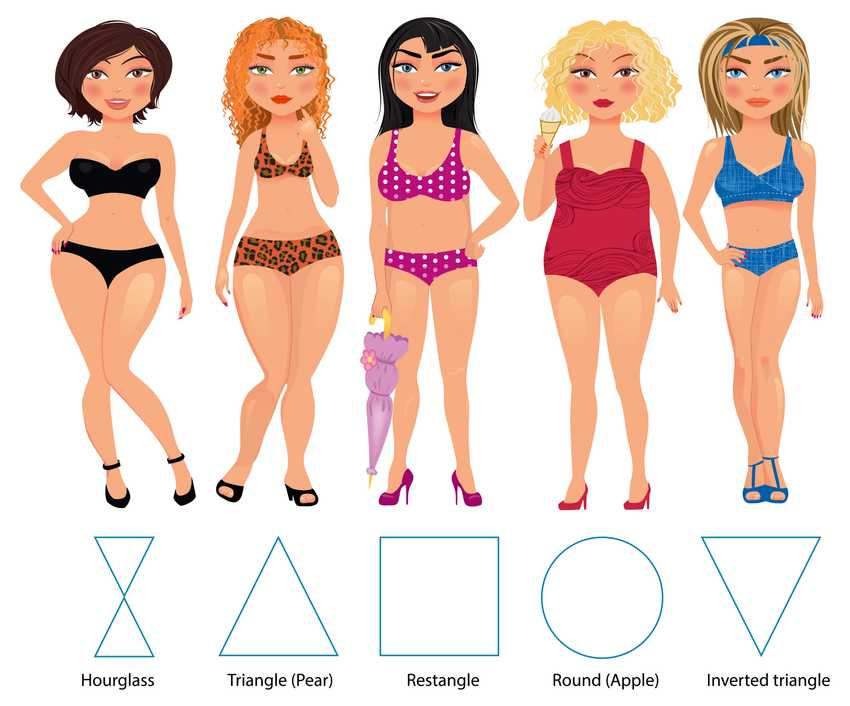 Hourglass
Triangle (Pear)
Restangle
Round (Apple)
Inverted triangle